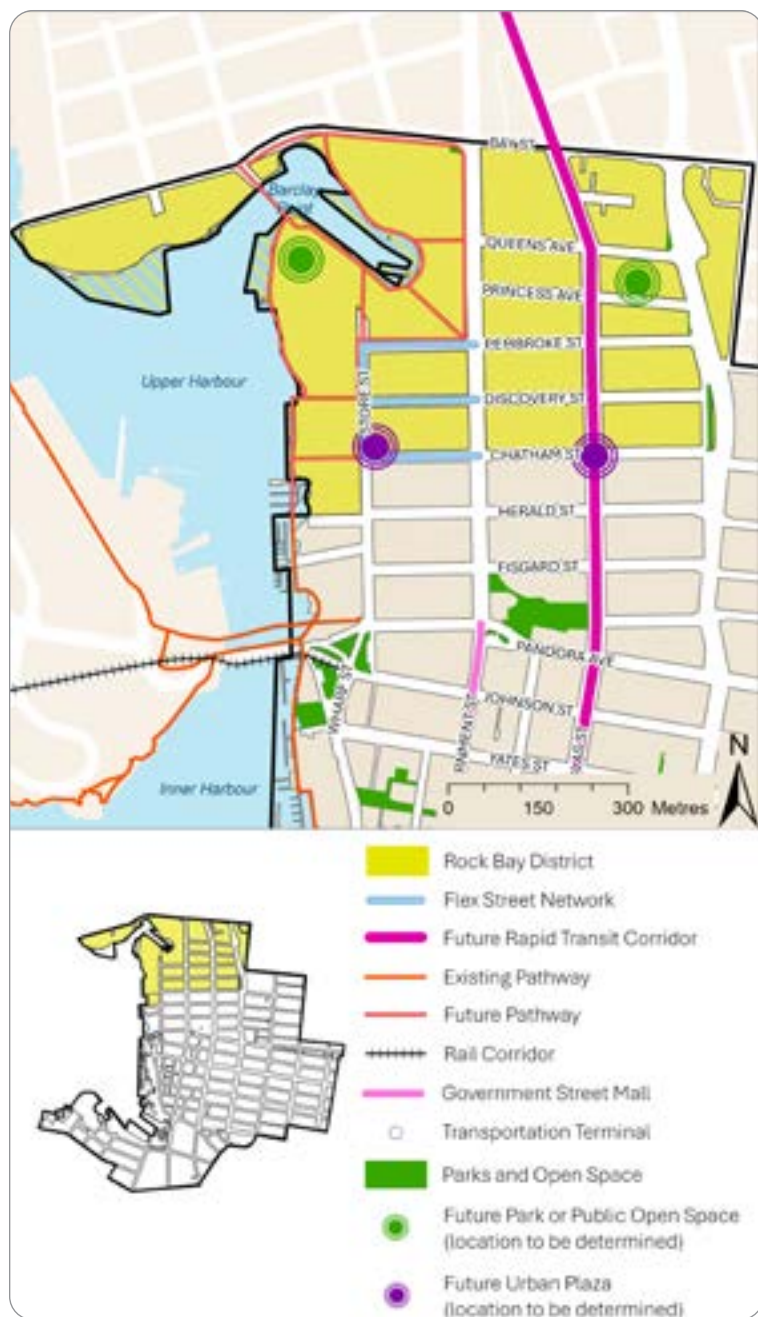 BAY ST
Barclay
Point
QUEENS AVE
PRINCESS AVE
PEMBROKE ST
Upper Harbour
STORE ST
DISCOVERY ST
CHATHAM ST
HERALD ST
FISGARD ST
PANDORA AVE
WHARF ST
JOHNSON ST
RNMENT ST
YATES ST
LAS ST
Inner Harbour
N
0 150 300 Metres
Rock Bay District
Flex Street Network
Future Rapid Transit Corridor
Existing Pathway
Future Pathway
Rail Corridor
Government Street Mall
Transportation Terminal
Parks and Open Space
Future Park or Public Open Space
(location to be determined)
Future Urban Plaza
(location to be determined)